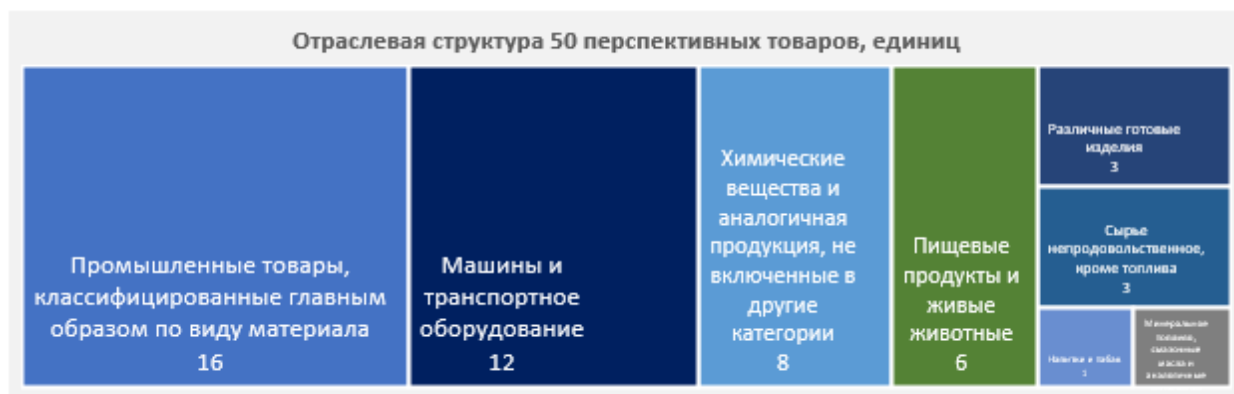 Отраслевая структура 50 перспективных товаров, единиц
Промышленные товары,
классифицированные главным
образом по виду материала
16
Машины и
транспортное
оборудование
12
Химические
вещества и
аналогичная
продукция, не
включенные в
другие
категории
8
Пищевые
продукты и
живые
животные
6
Различные готовые
изделия
3
Сырье
непродовольственное,
кроме топлива
3
Напитки и табак
1
Минеральное
топливо,
смазочные
масла и
аналогичные